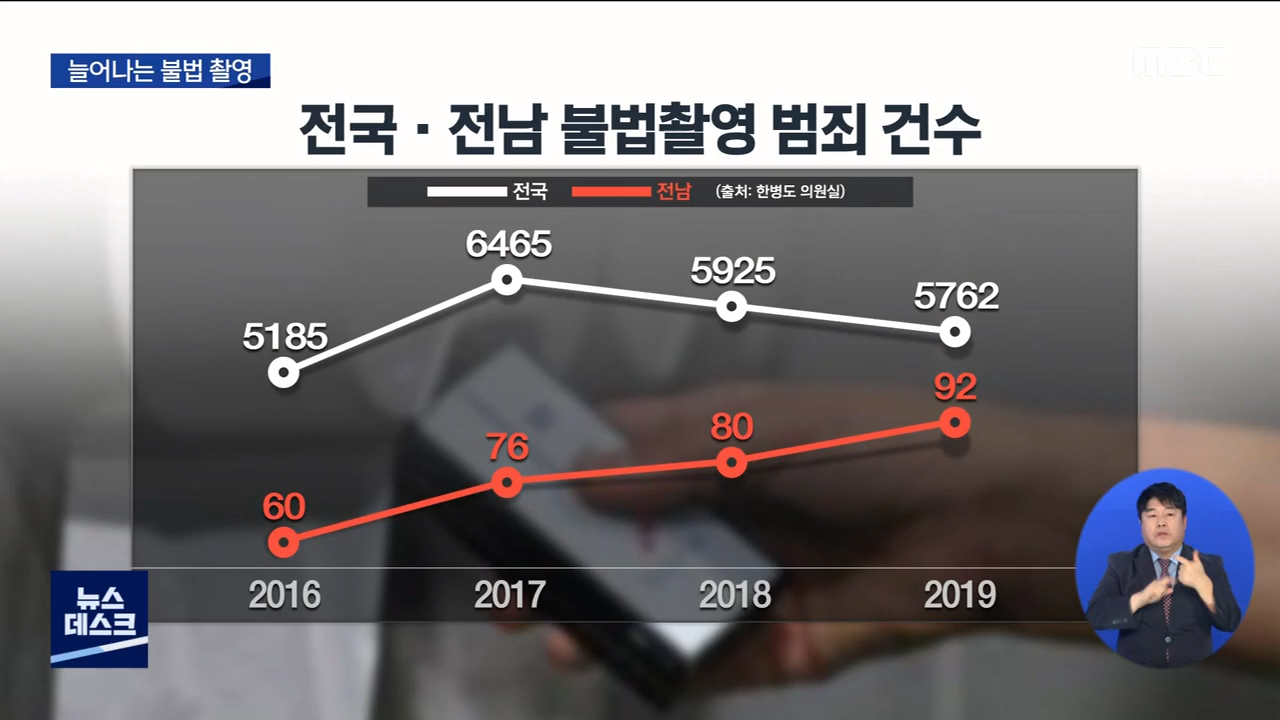 늘어나는 불법 촬영
MBC
전국·전남 불법촬영 범죄 건수
전국 전남 (출처: 한병도 의원실)
6465
5925
5762
5185
92
80
76
60
2016 2017 2018 2019
뉴스
데스크